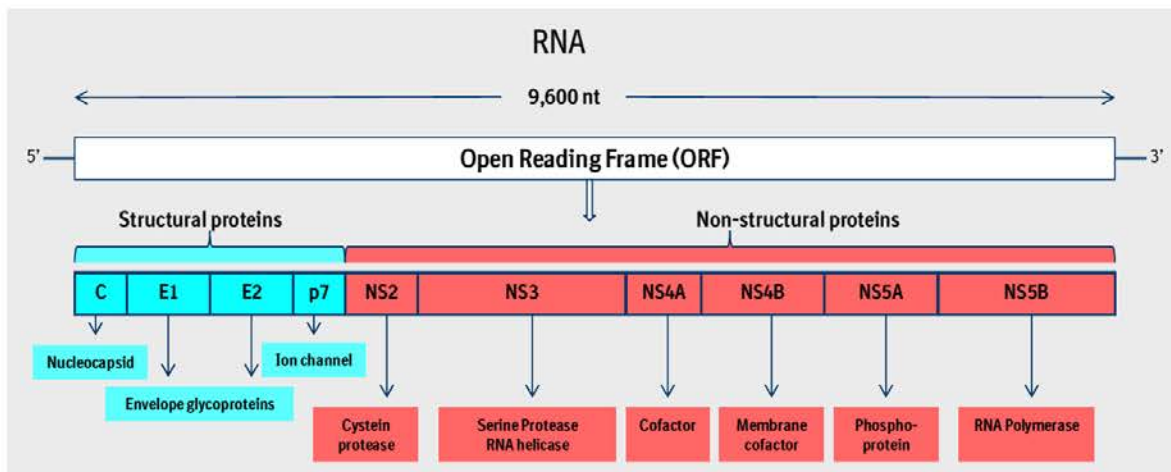 RNA
9,600 nt
5’ Open Reading Frame (ORF) 3’
Structural proteins Non-structural proteins
C E1 E2 p7 NS2 NS3 NS4A NS4B NS5A NS5B
Nucleocapsid Ion channel
Envelope glycoproteins
Cystein
protease
Serine Protease
RNA helicase
Cofactor
Membrane
cofactor
Phospho-
protein
RNA Polymerase